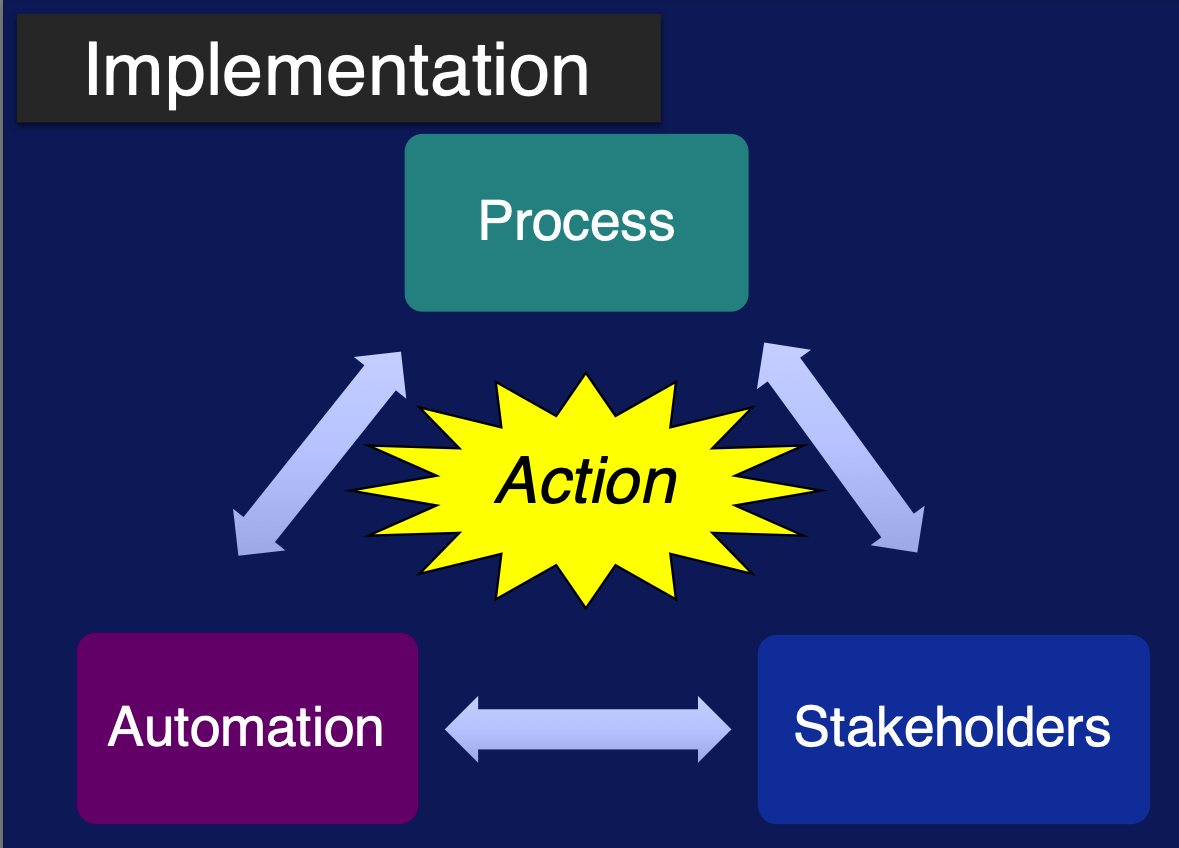 Implementation
Process
Action
Automation
Stakeholders